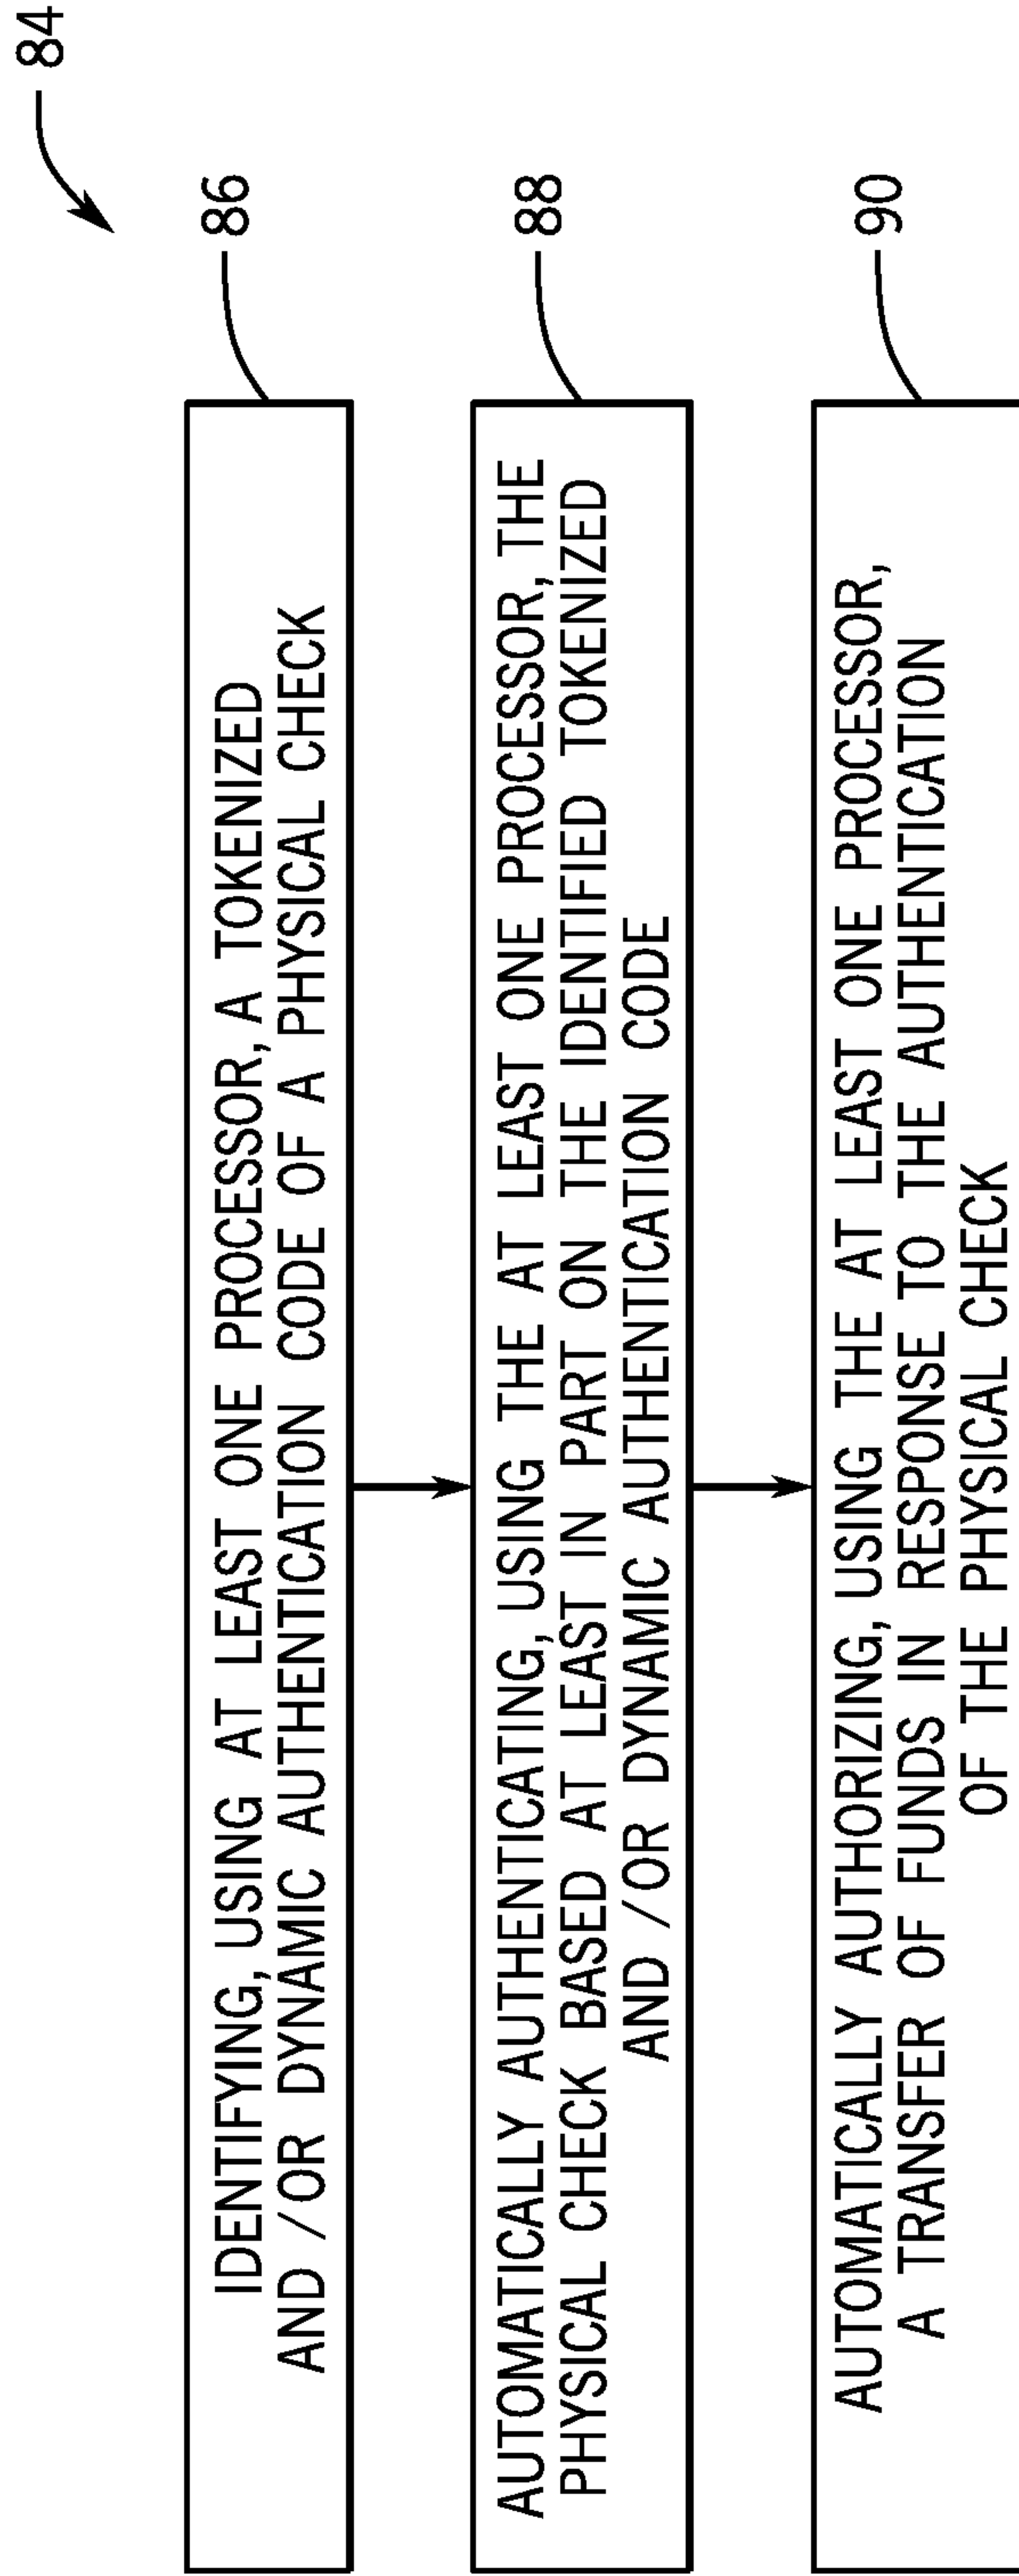 84
86
IDENTIFYING, USING AT LEAST ONE PROCESSOR, A TOKENIZED
AND /OR DYNAMIC AUTHENTICATION CODE OF A PHYSICAL CHECK
88
AUTOMATICALLY AUTHENTICATING, USING THE AT LEAST ONE PROCESSOR, THE
PHYSICAL CHECK BASED AT LEAST IN PART ON THE IDENTIFIED TOKENIZED
AND /OR DYNAMIC AUTHENTICATION CODE
90
AUTOMATICALLY AUTHORIZING, USING THE AT LEAST ONE PROCESSOR,
A TRANSFER OF FUNDS IN RESPONSE TO THE AUTHENTICATION
OF THE PHYSICAL CHECK